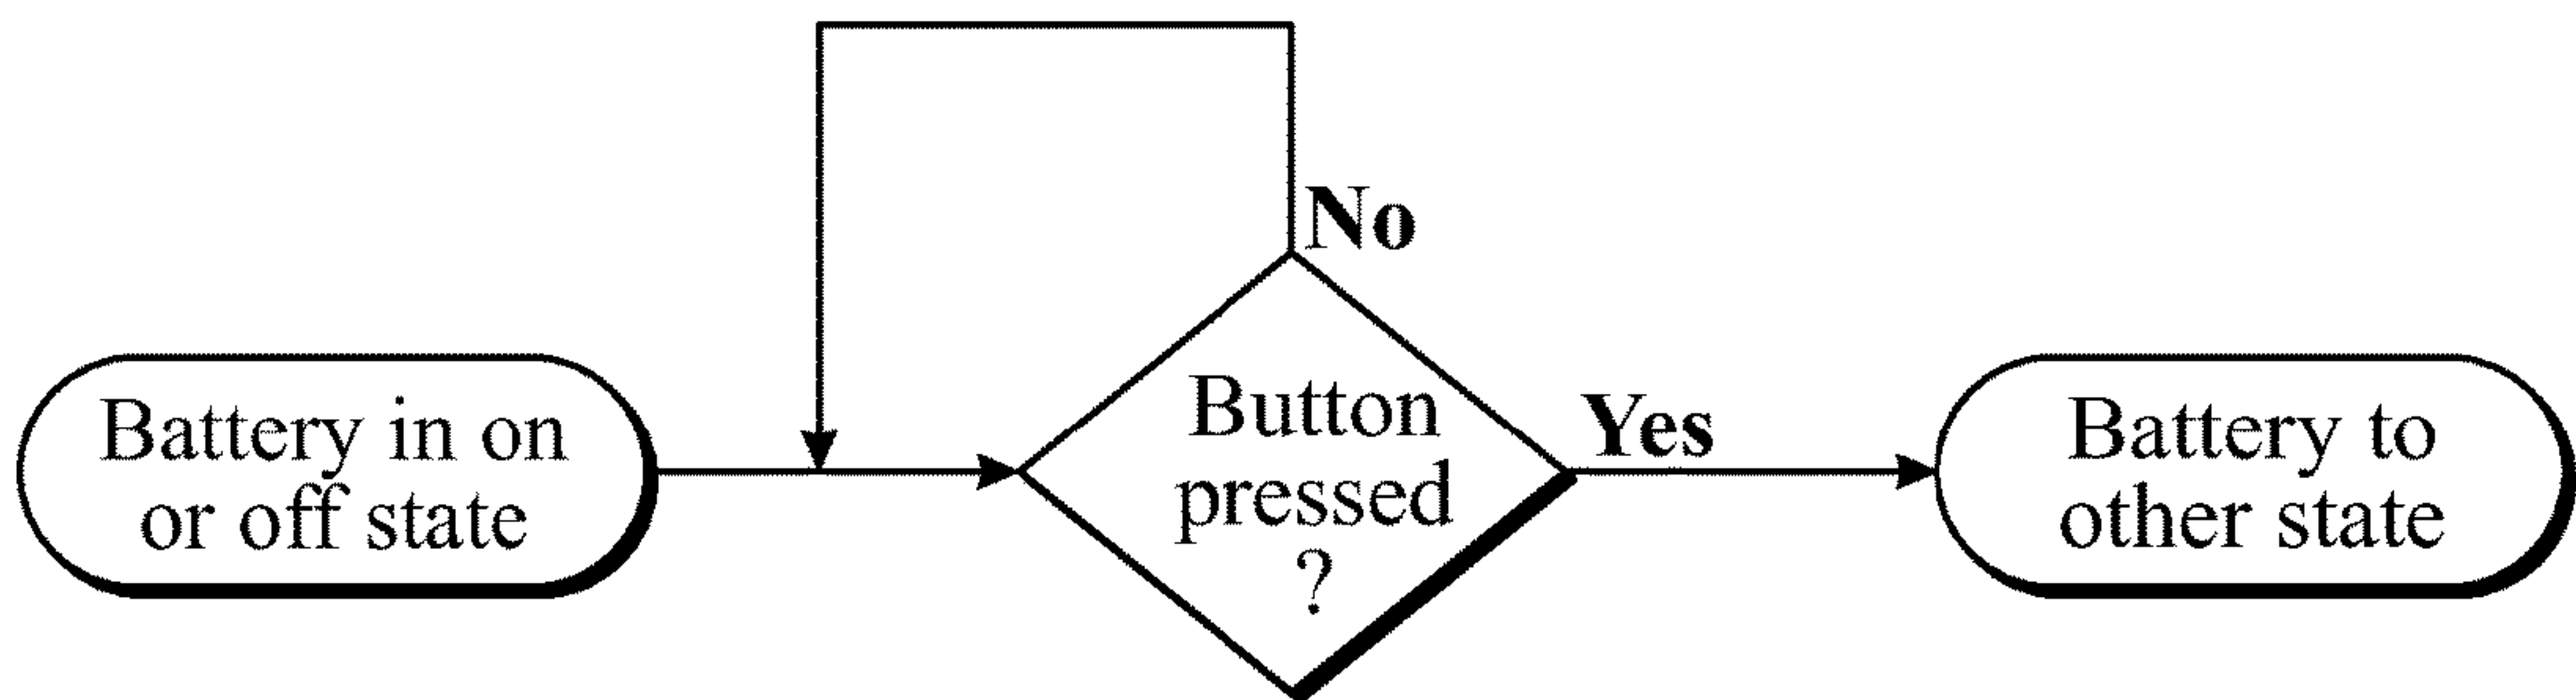 Battery in on
or off state
No
Button
pressed
?
Yes
Battery to
other state